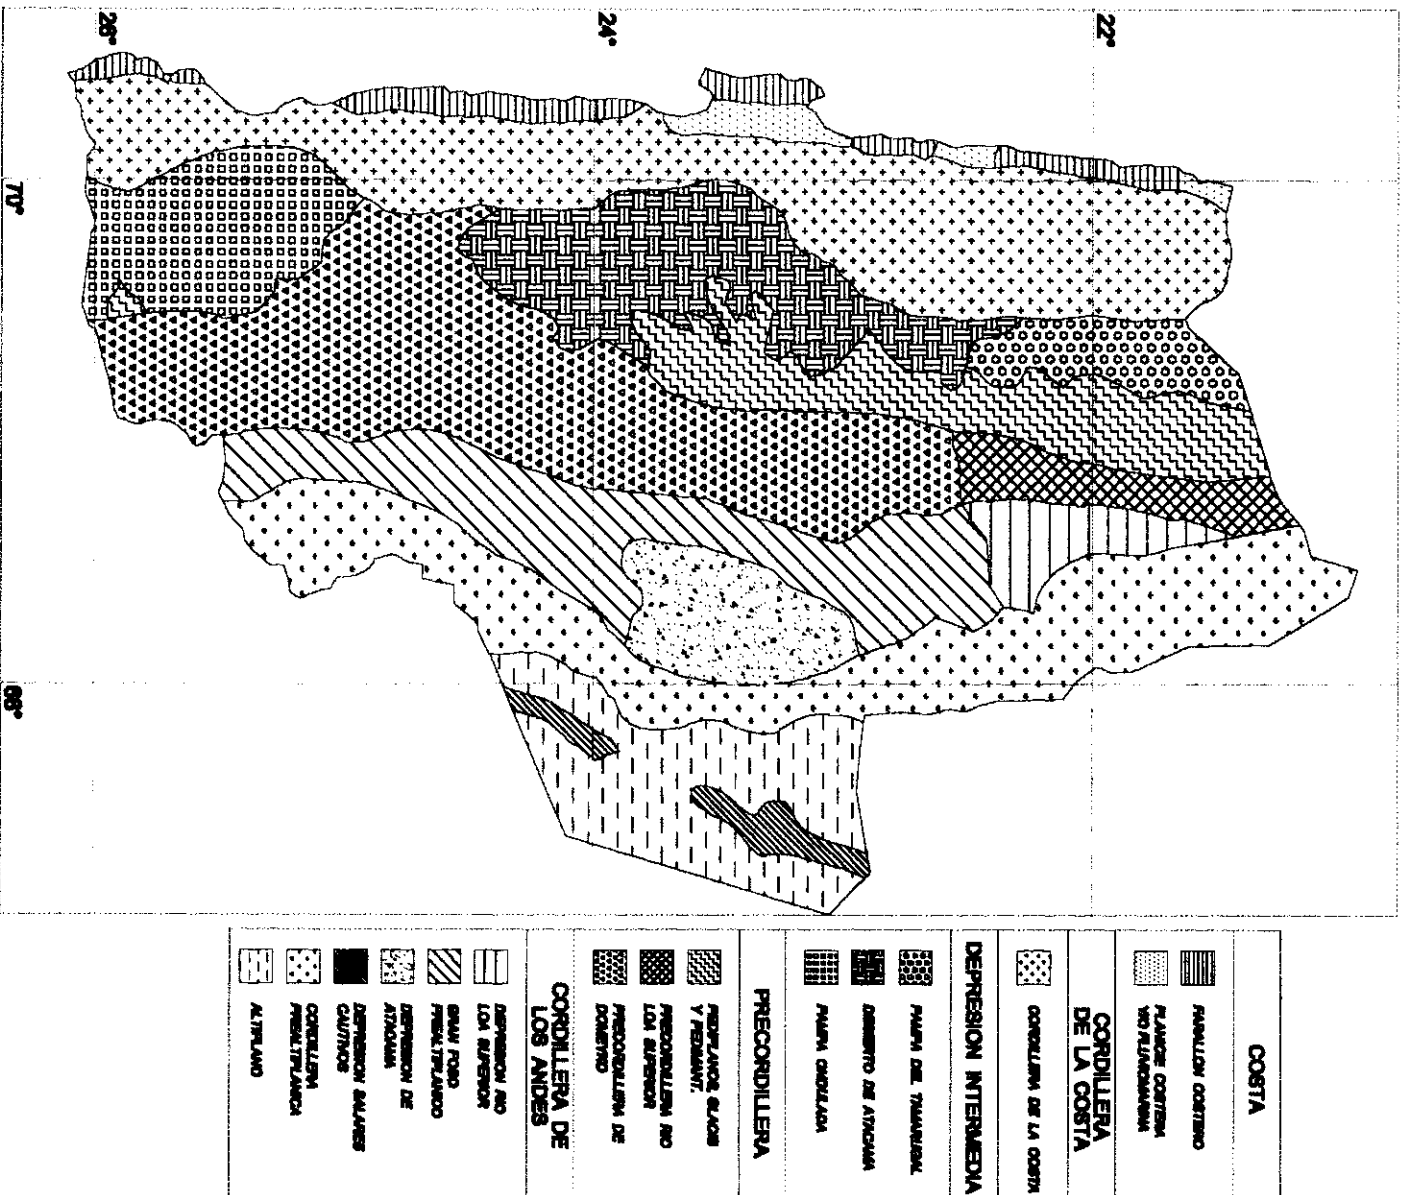 22°
24°
26°
70°
68°
COSTA
FARALLON COSTERO
PLANICIE COSTERA
Y/O FLUVIOMARINA
CORDILLERA
DE LA COSTA
CORDILLERA DE LA COSTA
DEPRESION INTERMEDIA
PAMPA DEL TAMARUGAL
DESIERTO DE ATACAMA
PAMPA ONDULADA
PRECORDILLERA
PEDIPLANOS, GLACIS
Y PEDIMANT.
PRECORDILLERA RIO
LOA SUPERIOR
PRECORDILLERA DE
DOMEYKO
CORDILLERA DE
LOS ANDES
DEPRESION RIO
LOA SUPERIOR
GRAN FOSO
PREALTIPLANICO
DEPRESION DE
ATACAMA
DEPRESION SALARES
CAUTIVOS
CORDILLERA
PREALTIPLANICA
ALTIPLANO